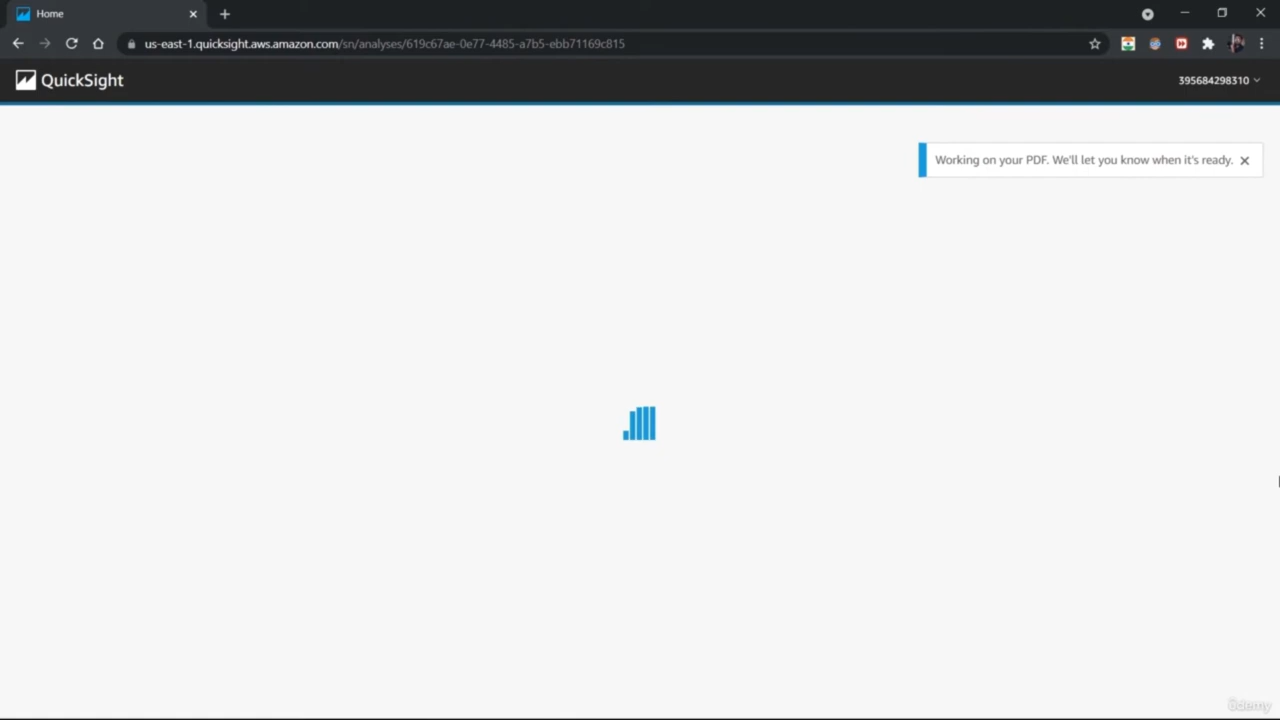 Home
us-east-1.quicksight.aws.amazon.com/sn/analyses/619c67ae-0e77-4485-a7b5-ebb71169c815
QuickSight
395684298310
Working on your PDF. We'll let you know when it's ready.
ûdemy